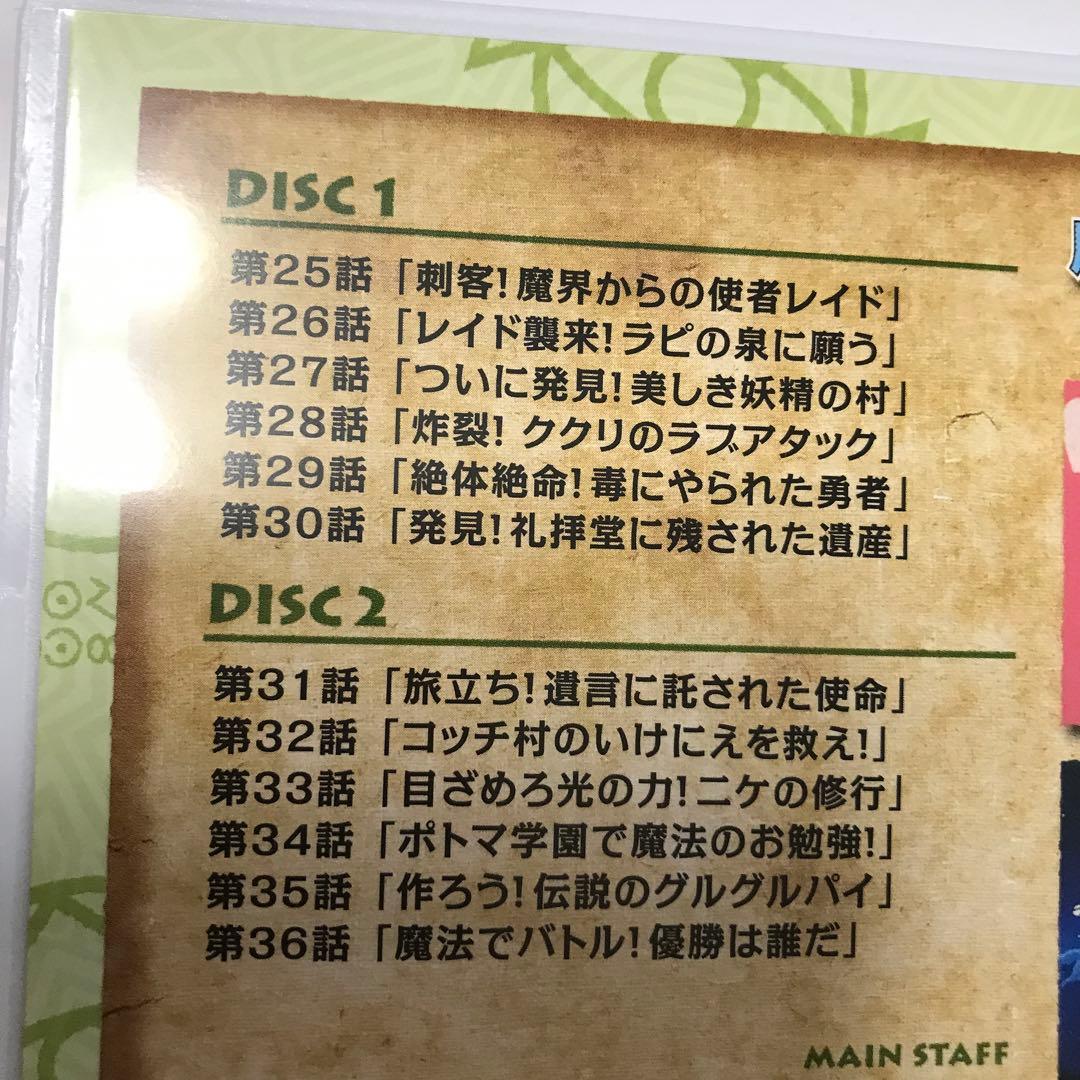 DISC 1
第25話「刺客!魔界からの使者レイド」
第26話「レイド襲来!ラピの泉に願う」
第27話「ついに発見!美しき妖精の村」
第28話「炸裂!ククリのラブアタック」
第29話「絶体絶命!毒にやられた勇者」
第30話「発見!礼拝堂に残された遺産」
DISC 2
第31話「旅立ち!遺言に託された使命」
第32話「コッチ村のいけにえを救え!」
第33話「目ざめろ光の力!ニケの修行」
第34話「ポトマ学園で魔法のお勉強!」
第35話「作ろう!伝説のグルグルパイ」
第36話「魔法でバトル!優勝は誰だ」
MAIN STAFF